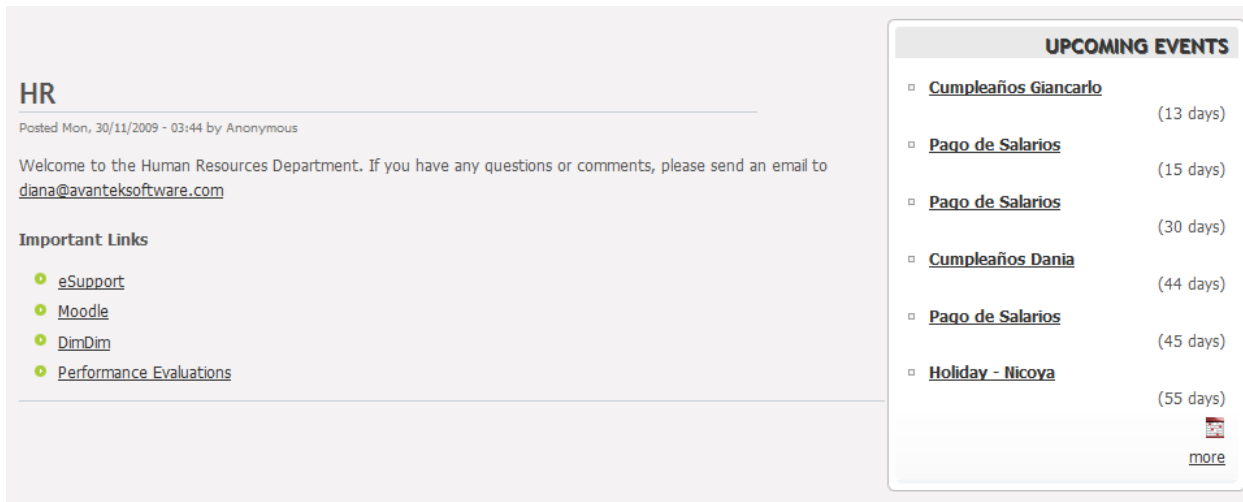 HR
Posted Mon, 30/11/2009 - 03:44 by Anonymous
Welcome to the Human Resources Department. If you have any questions or comments, please send an email to
diana@avanteksoftware.com
Important Links
eSupport
Moodle
DimDim
Performance Evaluations
UPCOMING EVENTS
Cumpleaños Giancarlo
(13 days)
Pago de Salarios
(15 days)
Pago de Salarios
(30 days)
Cumpleaños Dania
(44 days)
Pago de Salarios
(45 days)
Holiday - Nicoya
(55 days)
more